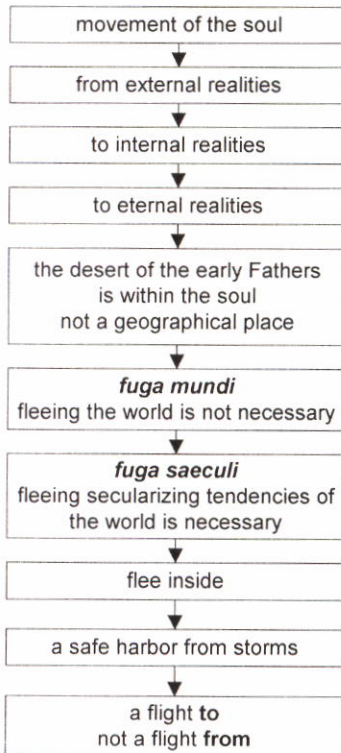 movement of the soul
from external realities
to internal realities
to eternal realities
the desert of the early Fathers
is within the soul
not a geographical place
fuga mundi
fleeing the world is not necessary
fuga saeculi
fleeing secularizing tendencies of
the world is necessary
flee inside
a safe harbor from storms
a flight to
not a flight from